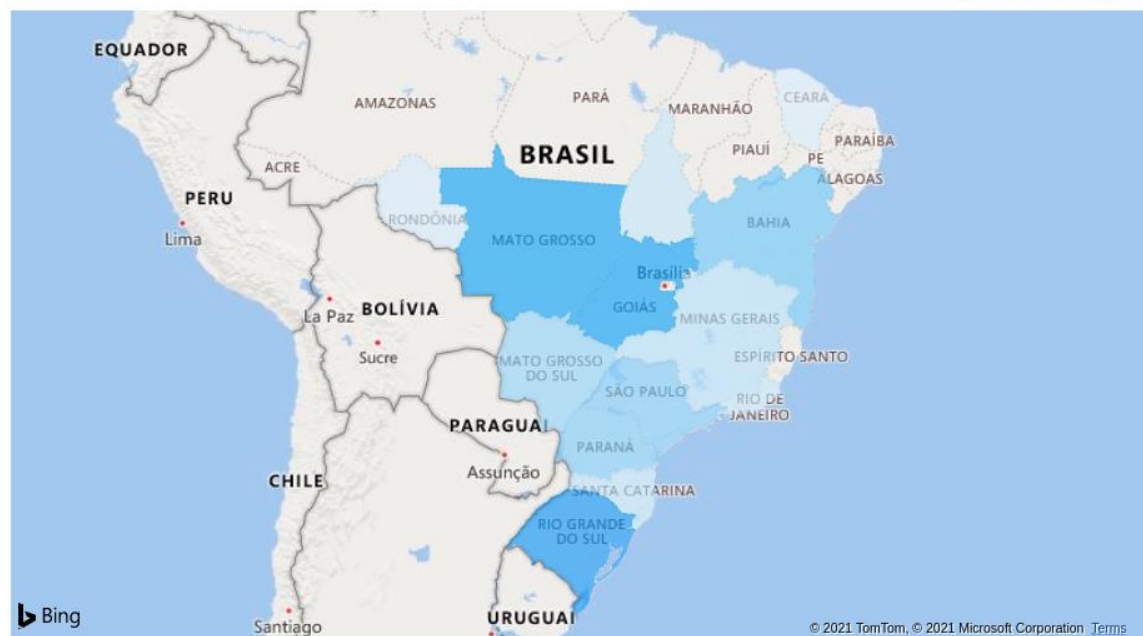 EQUADOR
AMAZONAS
PARÁ
MARANHÃO
CEARÁ
PARAÍBA
PIAUÍ
PE
ALAGOAS
BRASIL
ACRE
PERU
Lima
RONDÔNIA
MATO GROSSO
BAHIA
Brasília
GOIÁS
La Paz
BOLÍVIA
Sucre
MINAS GERAIS
ESPÍRITO SANTO
MATO GROSSO
DO SUL
SÃO PAULO
RIO DE
JANEIRO
PARAGUAI
Assunção
PARANÁ
CHILE
SANTA CATARINA
RIO GRANDE
DO SUL
URUGUAI
Santiago
Bing
© 2021 TomTom, © 2021 Microsoft Corporation Terms